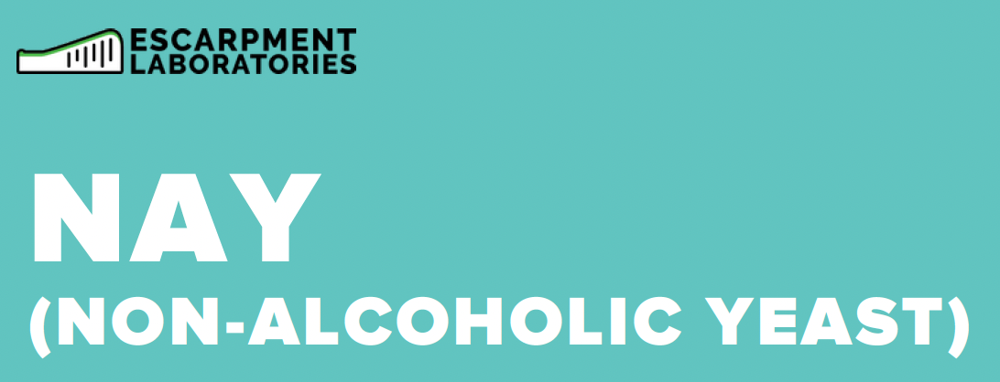 ESCARPMENT
LABORATORIES
NAY
(NON-ALCOHOLIC YEAST)